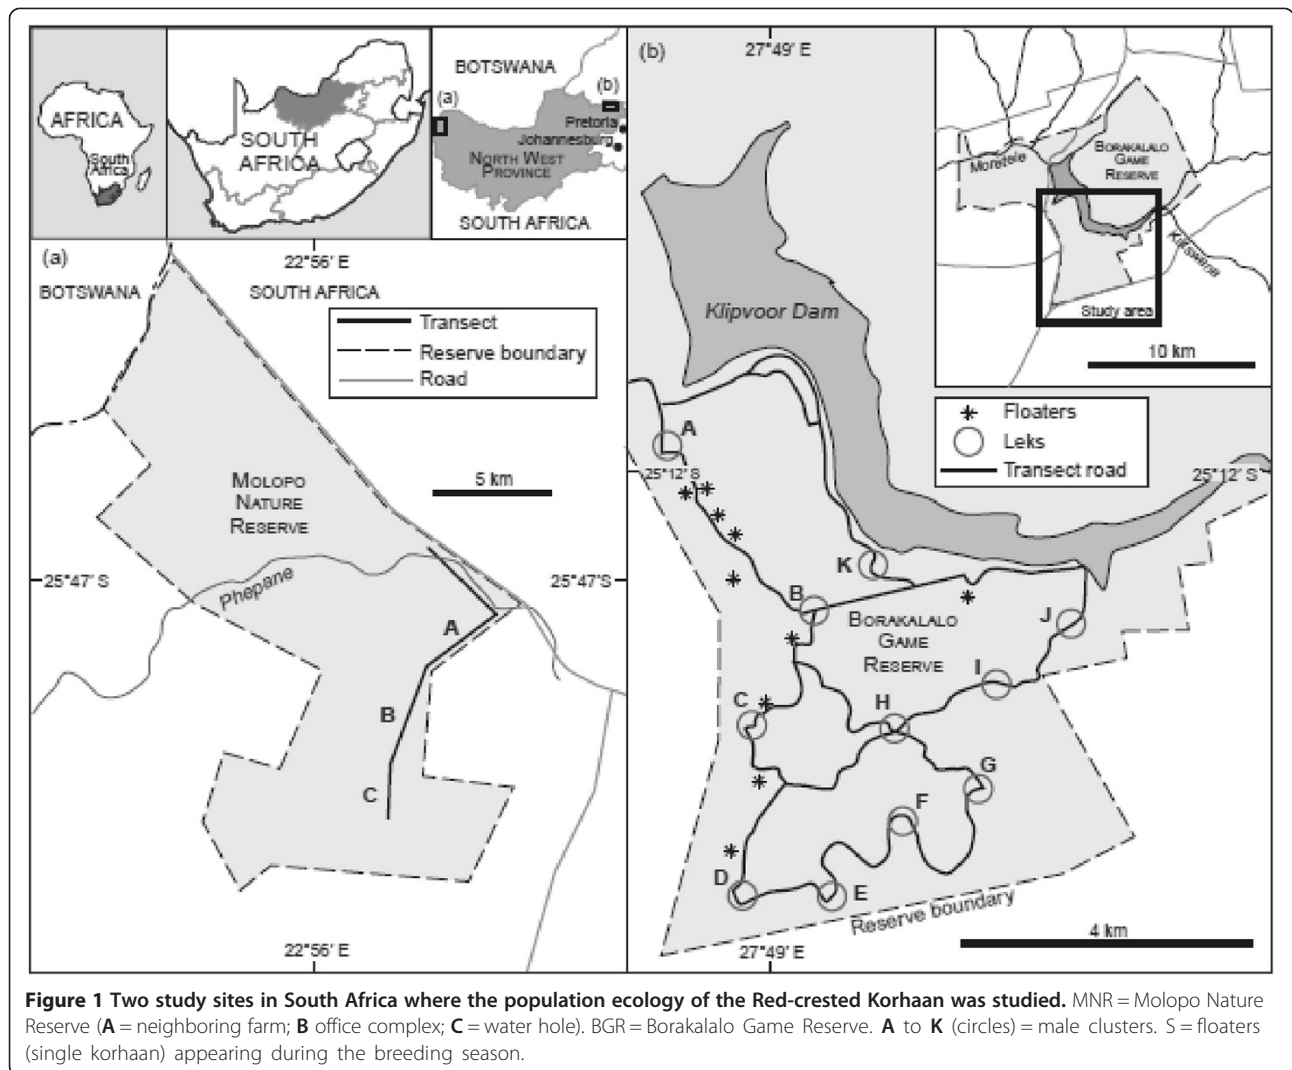 AFRICA
South
Africa
SOUTH
AFRICA
BOTSWANA
(a)
(b)
Pretoria
Johannesburg
NORTH WEST
PROVINCE
SOUTH AFRICA
(a)
22°56' E
BOTSWANA
SOUTH AFRICA
Transect
Reserve boundary
Road
MOLOPO
NATURE
RESERVE
5 km
25°47' S
25°47' S
Phepane
A
B
C
22°56' E
(b)
27°49' E
Moretele
BORAKALALO
GAME
RESERVE
Study area
10 km
Klipvoor Dam
Floaters
Leks
Transect road
A
25°12' S
25°12' S
K
B
BORAKALALO
GAME
RESERVE
J
I
C
H
G
F
D
E
Reserve boundary
4 km
27°49' E
Figure 1 Two study sites in South Africa where the population ecology of the Red-crested Korhaan was studied. MNR = Molopo Nature
Reserve (A = neighboring farm; B office complex; C = water hole). BGR = Borakalalo Game Reserve. A to K (circles) = male clusters. S = floaters
(single korhaan) appearing during the breeding season.